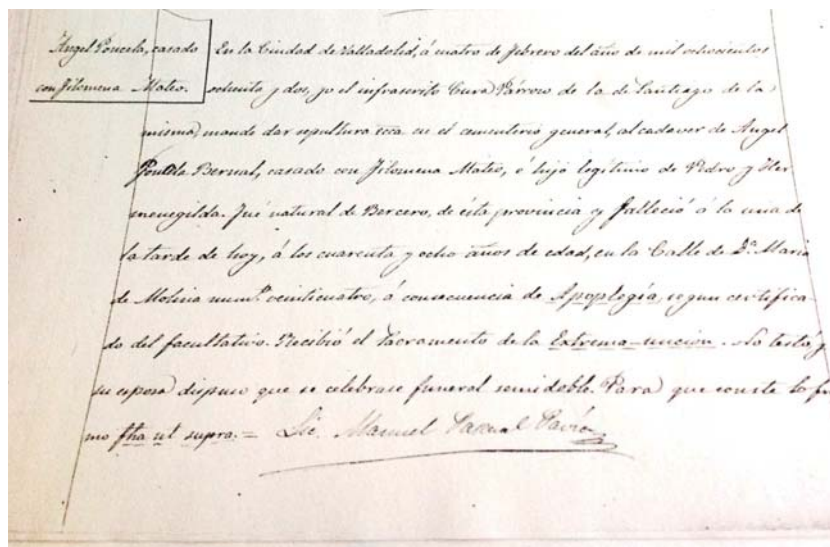 Angel Poncela, casado
con Filomena Mateo.
En la Ciudad de Valladolid, á cuatro de febrero del año de mil ochocientos
ochenta y dos, yo el infrascrito Cura Párroco de la de Santiago de la
misma, mandé dar sepultura ecca. en el cementerio general, al cadaver de Angel
Poncela Bernal, casado con Filomena Mateo, é hijo legítimo de Pedro y Her
menegilda. Fué natural de Bercero, de ésta provincia y falleció á la una de
la tarde de hoy, á los cuarenta y ocho años de edad, en la Calle de Dª. Maria
de Molina numº. veinticuatro, á consecuencia de Apoplegía, segun certifica-
do del facultativo. Recibió el Sacramento de la Extrema-uncion. No testó y
su esposa dispuso que se celebrase funeral semidoble. Para que conste lo fir
mo fha ut supra. = Lic. Manuel Pascual